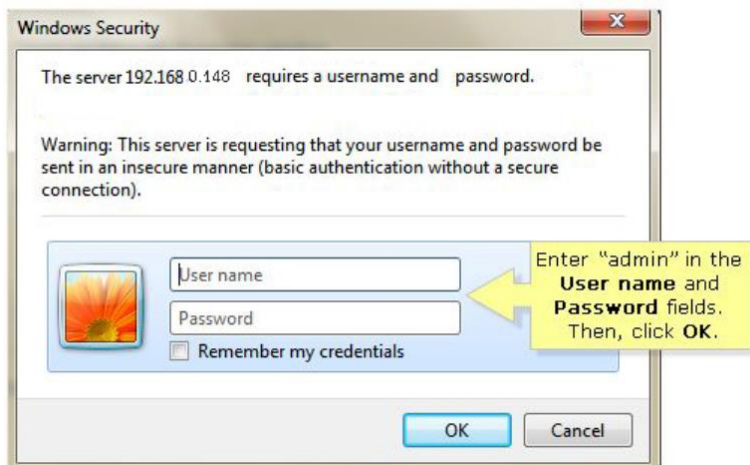 Windows Security
The server 192.168 0.148 requires a username and password.
Warning: This server is requesting that your username and password be
sent in an insecure manner (basic authentication without a secure
connection).
User name
Password
Remember my credentials
Enter "admin" in the
User name and
Password fields.
Then, click OK.
OK
Cancel